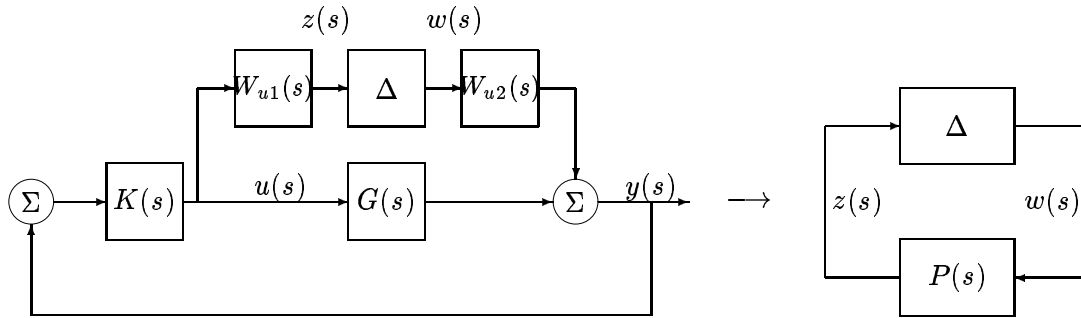 z(s) w(s)
W_{u1}(s) Δ W_{u2}(s) Δ
Σ K(s) u(s) G(s) Σ y(s) → z(s) w(s)
P(s)